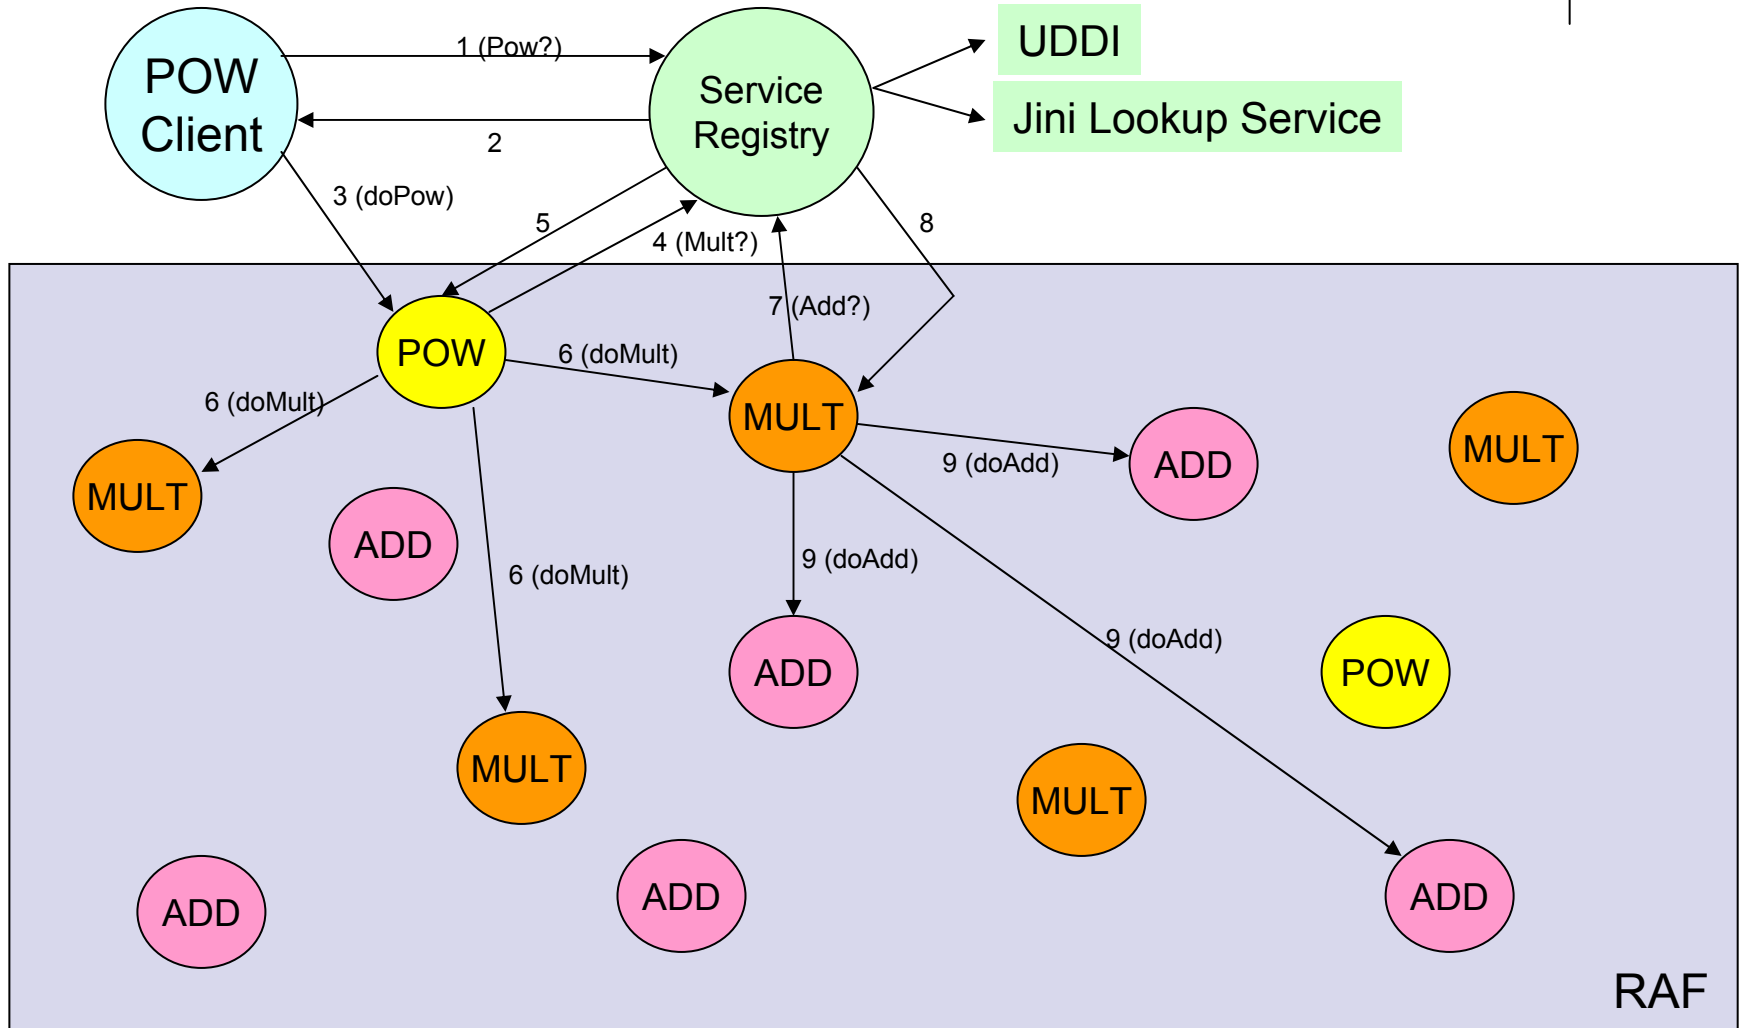 POW
Client
1 (Pow?)
Service
Registry
UDDI
Jini Lookup Service
2
3 (doPow)
5
4 (Mult?)
8
7 (Add?)
POW
6 (doMult)
6 (doMult)
MULT
MULT
9 (doAdd)
ADD
MULT
MULT
ADD
6 (doMult)
9 (doAdd)
9 (doAdd)
ADD
POW
MULT
MULT
ADD
ADD
ADD
RAF